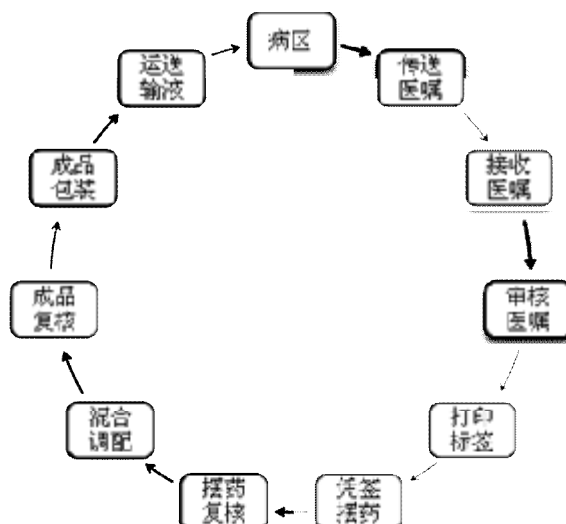 病区
传送
医嘱
接收
医嘱
审核
医嘱
打印
标签
凭签
摆药
摆药
复核
混合
调配
成品
复核
成品
包装
运送
输液